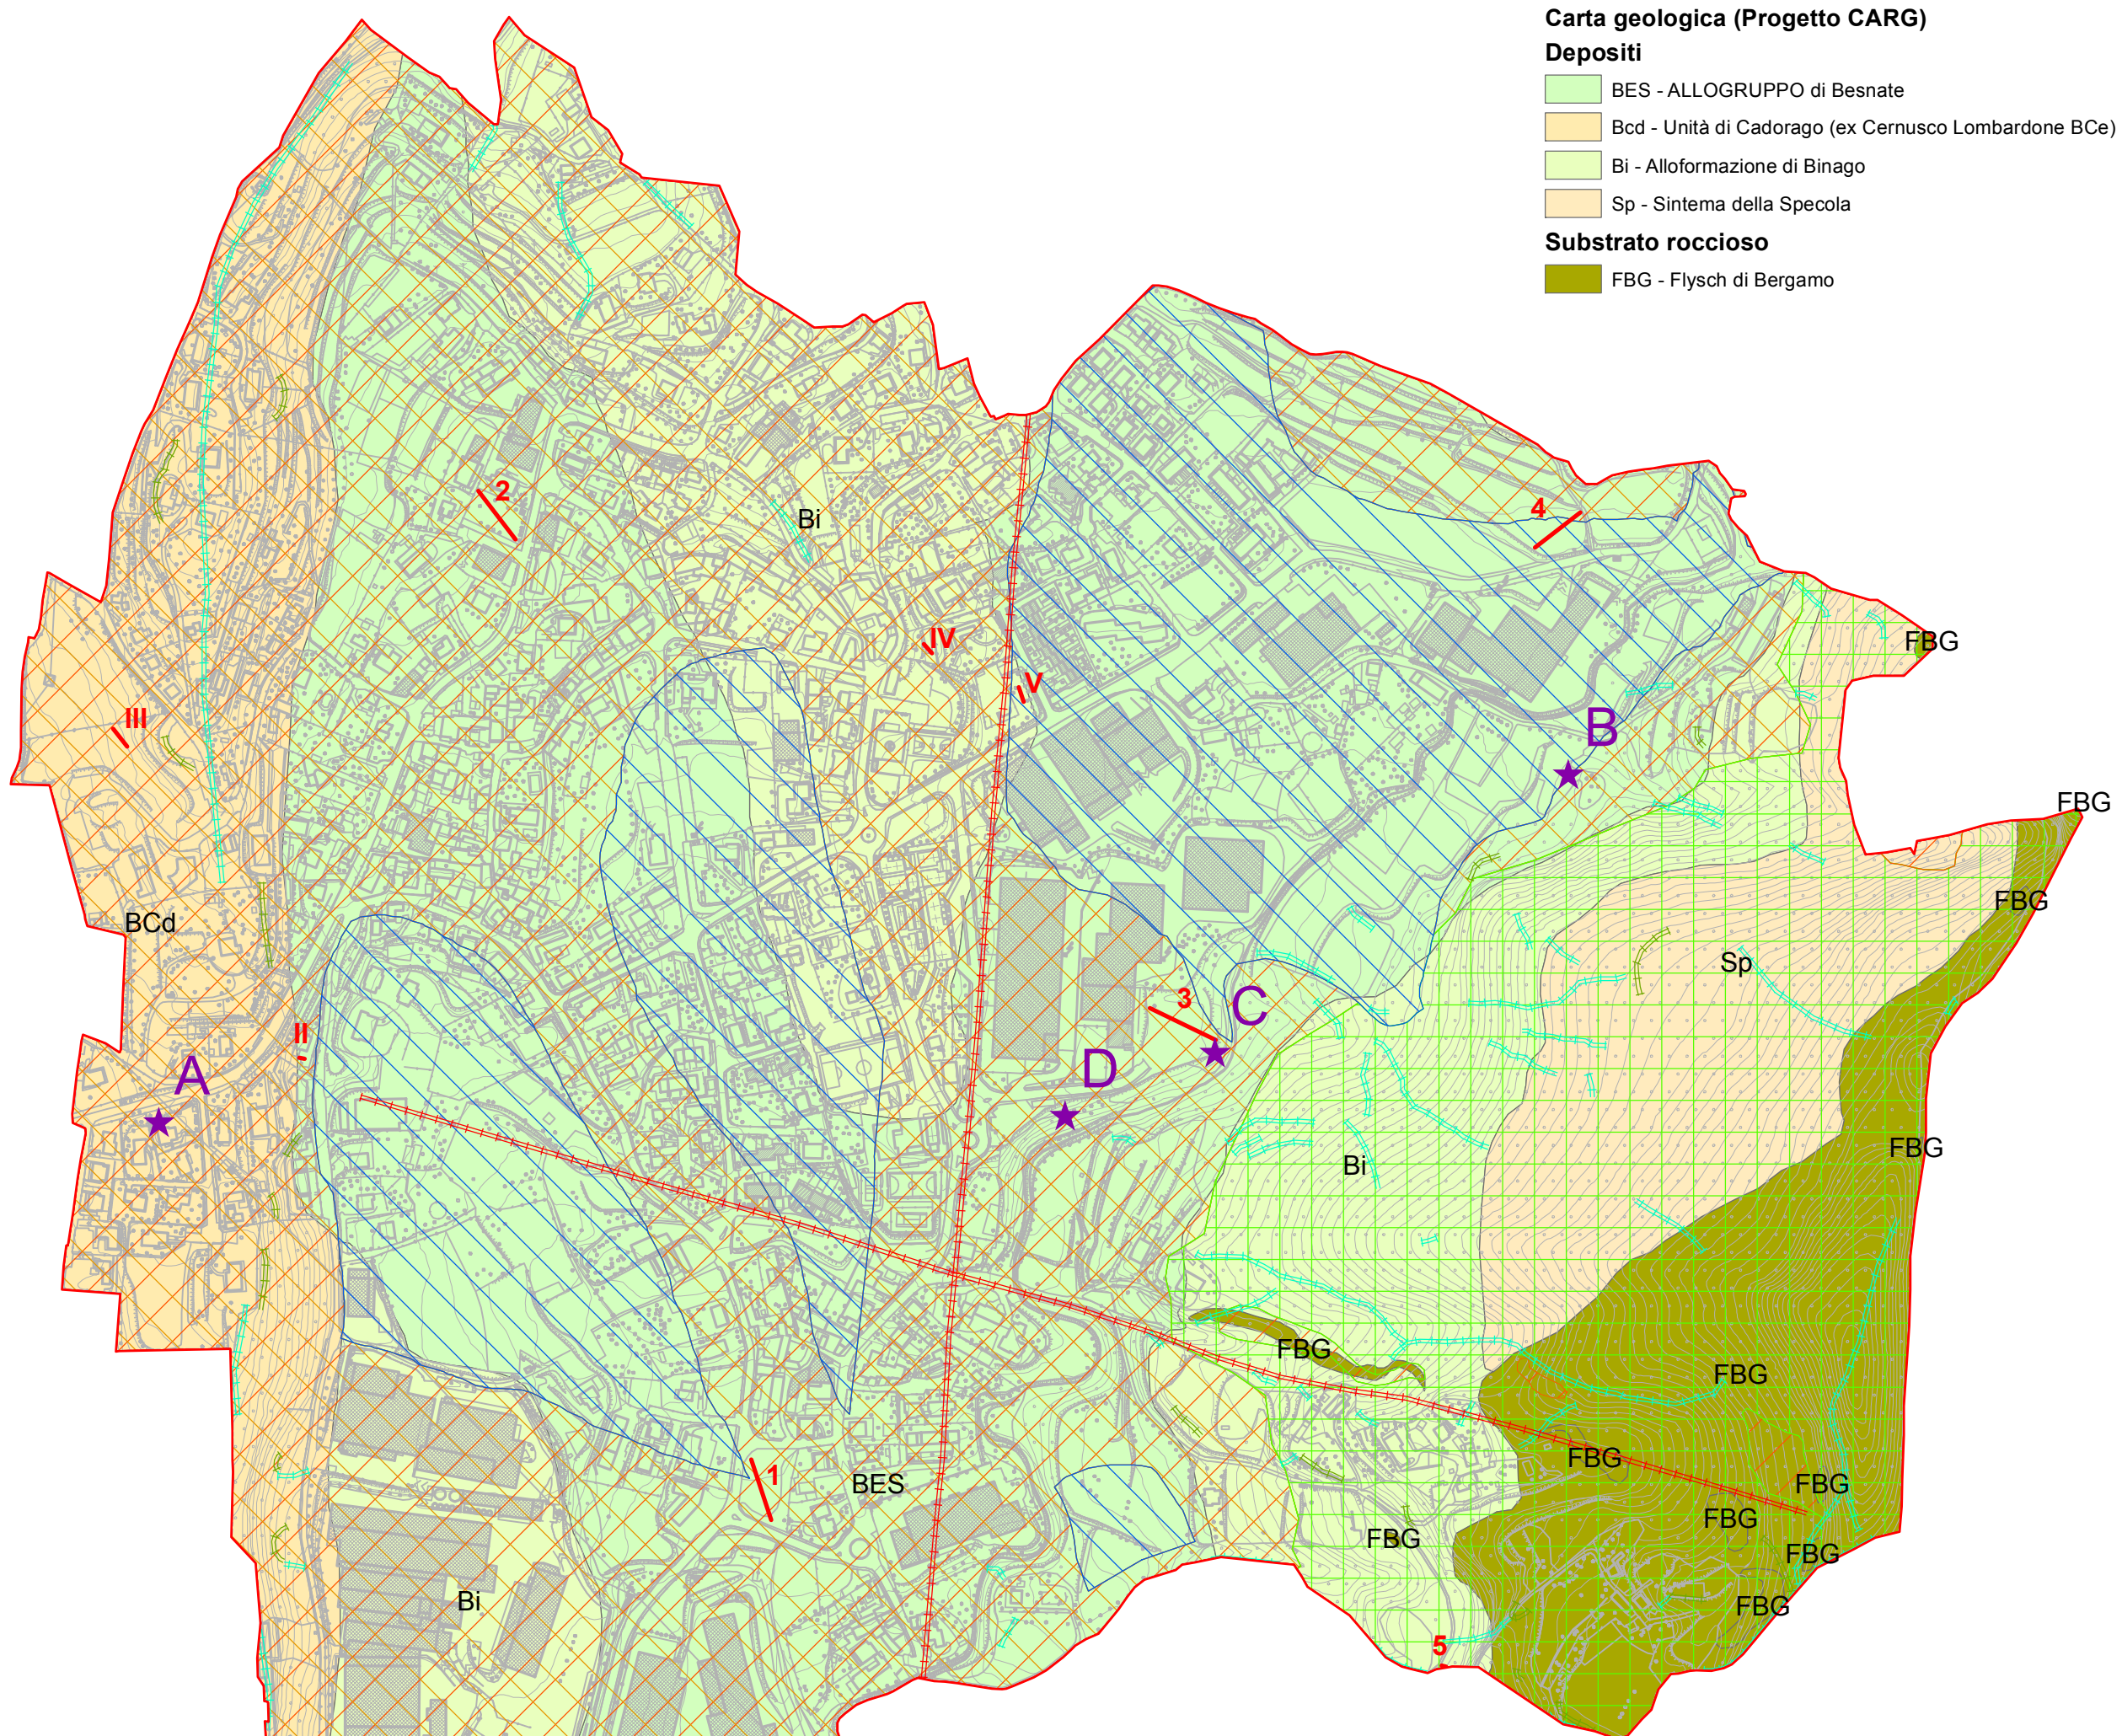 Carta geologica (Progetto CARG)
Depositi
BES - ALLOGRUPPO di Besnate
Bcd - Unità di Cadorago (ex Cernusco Lombardone BCe)
Bi - Alloformazione di Binago
Sp - Sintema della Specola
Substrato roccioso
FBG - Flysch di Bergamo
2
Bi
4
IV
FBG
V
III
B
FBG
FBG
BCd
Sp
3
C
II
D
A
FBG
Bi
FBG
FBG
FBG
1
BES
FBG
FBG
FBG
FBG
Bi
FBG
5